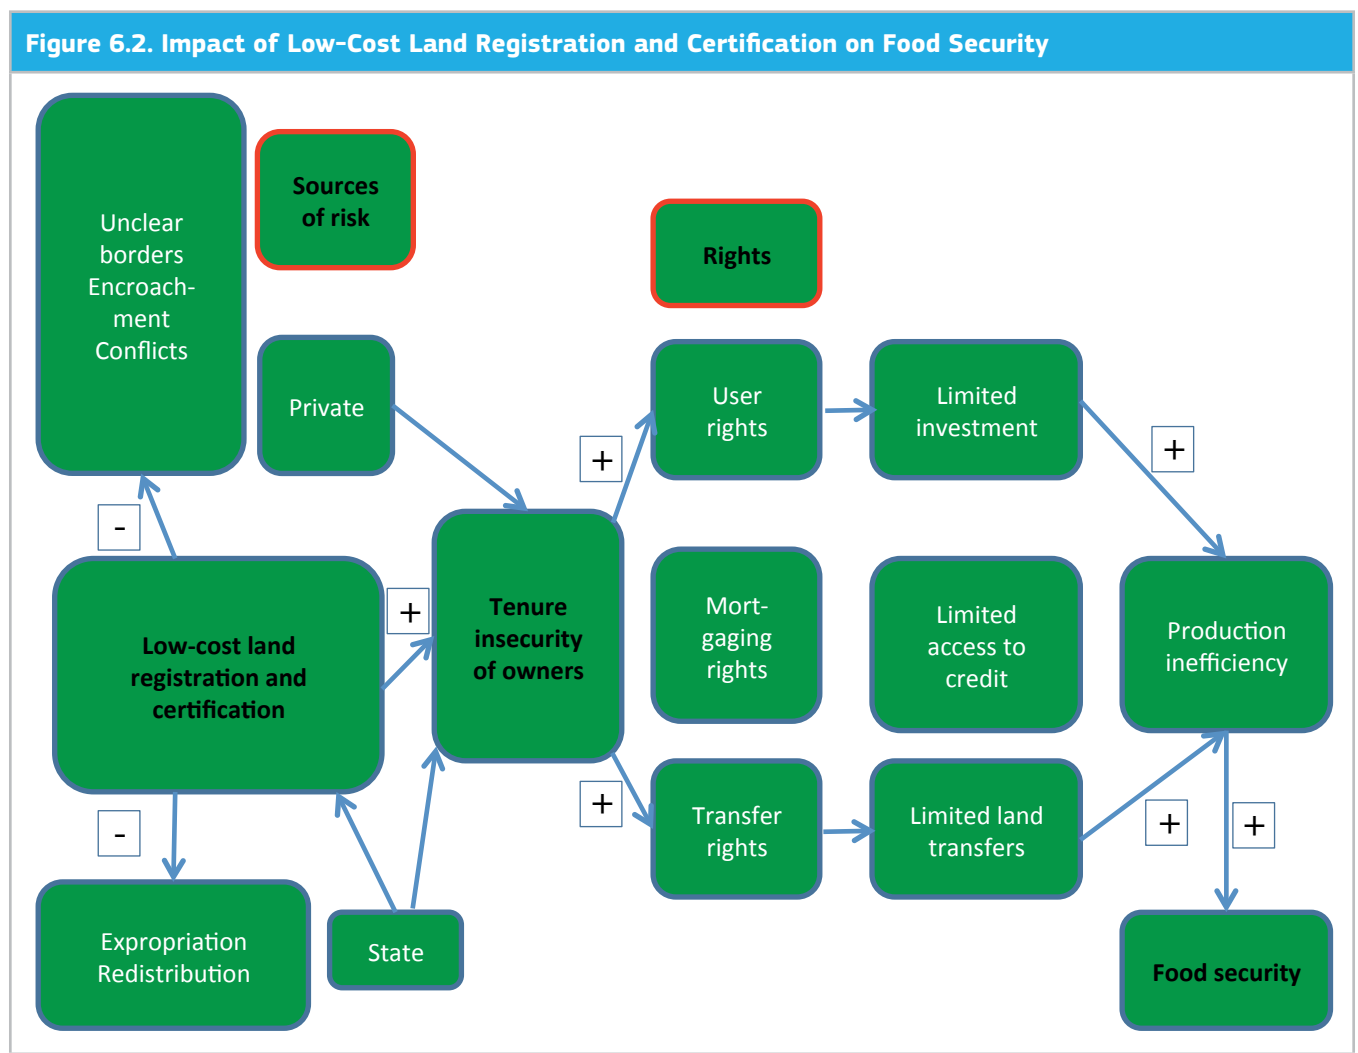 Figure 6.2. Impact of Low-Cost Land Registration and Certification on Food Security
Unclear
borders
Encroach-
ment
Conflicts
Sources
of risk
Rights
Private
User
rights
Limited
investment
+
+
-
Low-cost land
registration and
certification
+
Tenure
insecurity
of owners
Mort-
gaging
rights
Limited
access to
credit
Production
inefficiency
-
+
Transfer
rights
Limited land
transfers
+
+
Expropriation
Redistribution
State
Food security